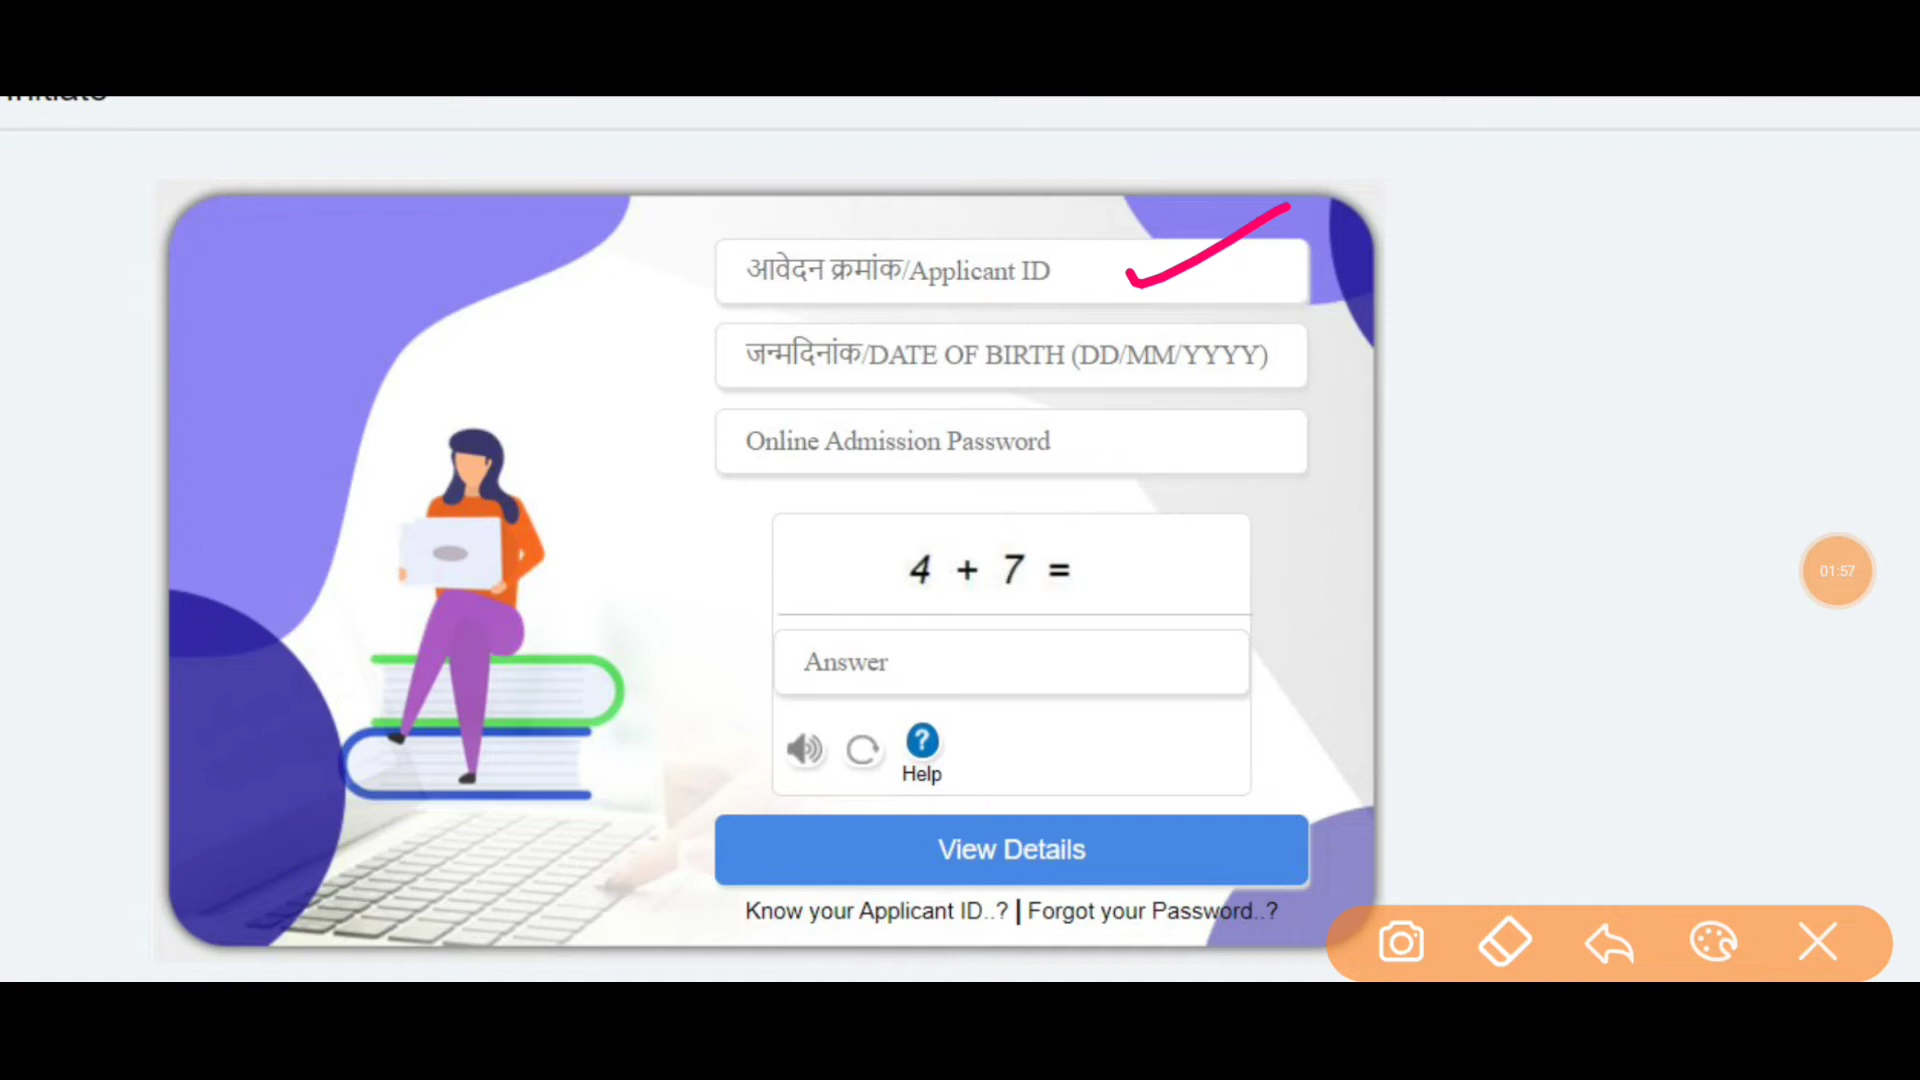 आवेदन क्रमांक/Applicant ID
जन्मदिनांक/DATE OF BIRTH (DD/MM/YYYY)
Online Admission Password
4 + 7 =
Answer
?
Help
01:57
View Details
Know your Applicant ID..? | Forgot your Password..?